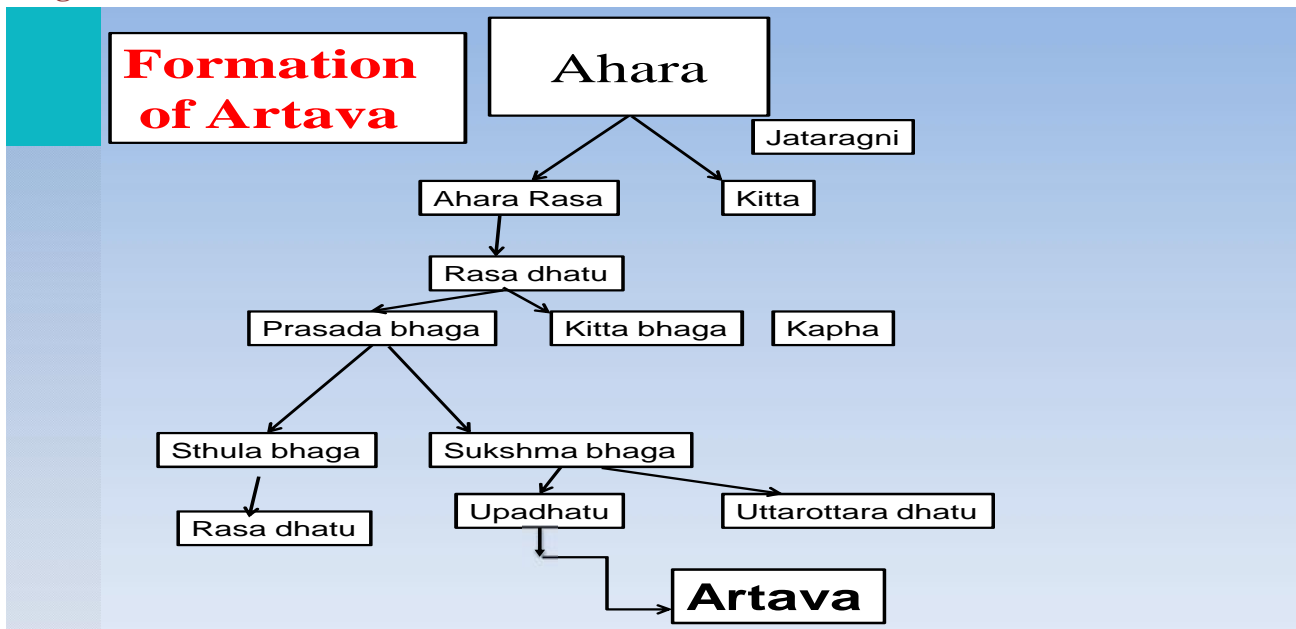 Formation
of Artava
Ahara
Jataragni
Ahara Rasa
Kitta
Rasa dhatu
Prasada bhaga
Kitta bhaga
Kapha
Sthula bhaga
Sukshma bhaga
Upadhatu
Uttarottara dhatu
Rasa dhatu
Artava